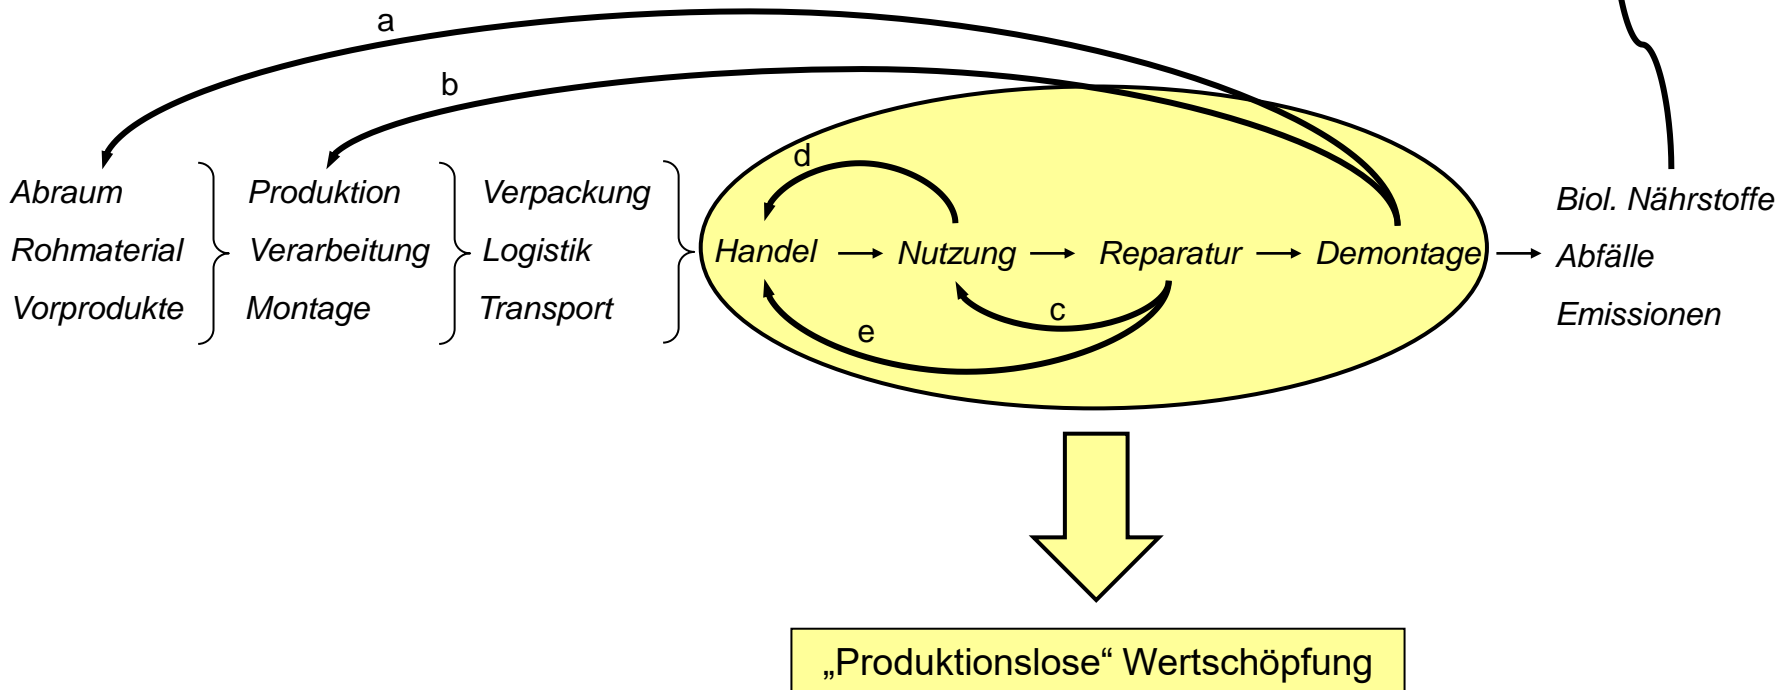 a
b
d
Abraum Produktion Verpackung Biol. Nährstoffe
Rohmaterial Verarbeitung Logistik Handel Nutzung Reparatur Demontage Abfälle
Vorprodukte Montage Transport Emissionen
c
e
„Produktionslose“ Wertschöpfung